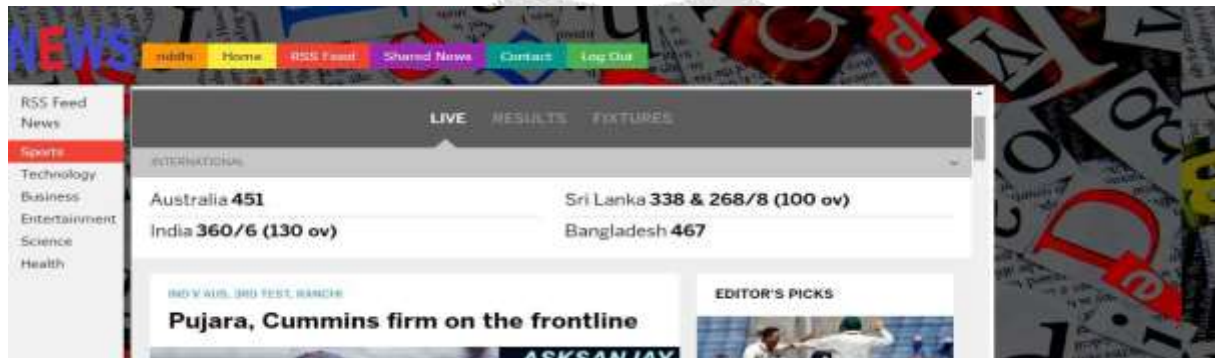 NEWS
riddhi Home RSS Feed Shared News Contact Log Out
RSS Feed
News
Sports
Technology
Business
Entertainment
Science
Health
LIVE RESULTS FIXTURES
INTERNATIONAL
Australia 451
India 360/6 (130 ov)
Sri Lanka 338 & 268/8 (100 ov)
Bangladesh 467
IND V AUS, 3RD TEST, RANCHI
Pujara, Cummins firm on the frontline
ASKSANJAY
EDITOR'S PICKS